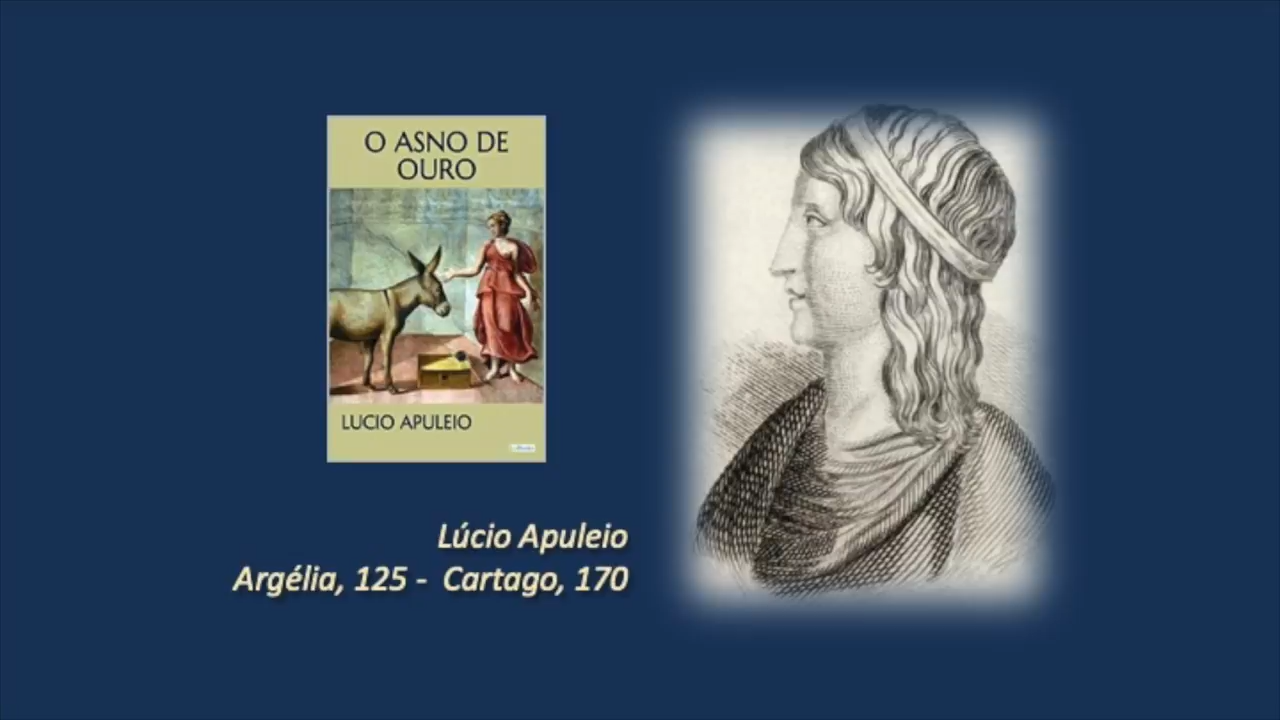 O ASNO DE
OURO
LUCIO APULEIO
Lúcio Apuleio
Argélia, 125 - Cartago, 170